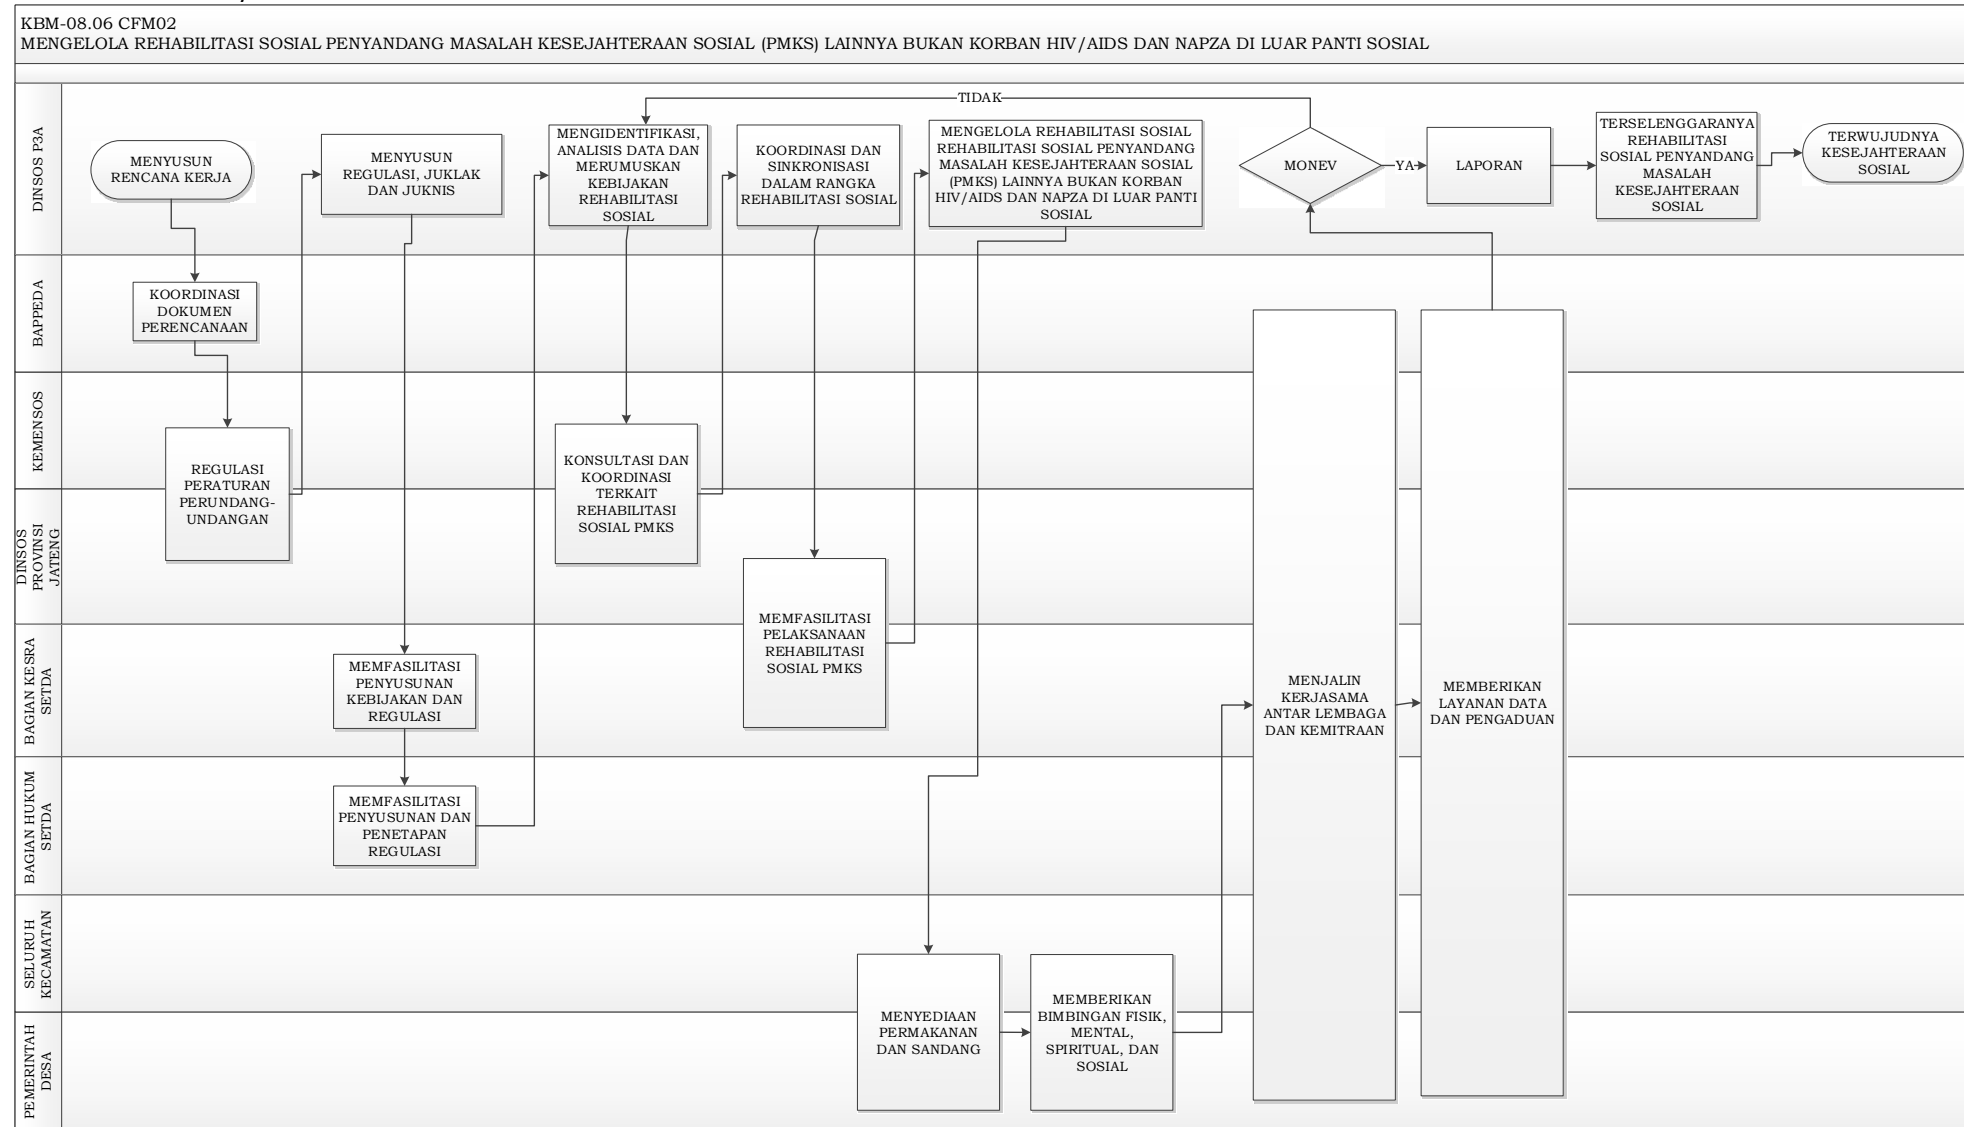 KBM-08.06 CFM02
MENGELOLA REHABILITASI SOSIAL PENYANDANG MASALAH KESEJAHTERAAN SOSIAL (PMKS) LAINNYA BUKAN KORBAN HIV/AIDS DAN NAPZA DI LUAR PANTI SOSIAL
DINSOS P3A
MENYUSUN
RENCANA KERJA
MENYUSUN
REGULASI, JUKLAK
DAN JUKNIS
MENGIDENTIFIKASI,
ANALISIS DATA DAN
MERUMUSKAN
KEBIJAKAN
REHABILITASI
SOSIAL
KOORDINASI DAN
SINKRONISASI
DALAM RANGKA
REHABILITASI SOSIAL
MENGELOLA REHABILITASI SOSIAL
REHABILITASI SOSIAL PENYANDANG
MASALAH KESEJAHTERAAN SOSIAL
(PMKS) LAINNYA BUKAN KORBAN
HIV/AIDS DAN NAPZA DI LUAR PANTI
SOSIAL
TIDAK
MONEV
YA
LAPORAN
TERSELENGGARANYA
REHABILITASI
SOSIAL PENYANDANG
MASALAH
KESEJAHTERAAN
SOSIAL
TERWUJUDNYA
KESEJAHTERAAN
SOSIAL
BAPPEDA
KOORDINASI
DOKUMEN
PERENCANAAN
KEMENSOS
REGULASI
PERATURAN
PERUNDANG-
UNDANGAN
KONSULTASI DAN
KOORDINASI
TERKAIT
REHABILITASI
SOSIAL PMKS
DINSOS
PROVINSI
JATENG
MEMFASILITASI
PELAKSANAAN
REHABILITASI
SOSIAL PMKS
BAGIAN KESRA
SETDA
MEMFASILITASI
PENYUSUNAN
KEBIJAKAN DAN
REGULASI
MENJALIN
KERJASAMA
ANTAR LEMBAGA
DAN KEMITRAAN
MEMBERIKAN
LAYANAN DATA
DAN PENGADUAN
BAGIAN HUKUM
SETDA
MEMFASILITASI
PENYUSUNAN DAN
PENETAPAN
REGULASI
SELURUH
KECAMATAN
MENYEDIAAN
PERMAKANAN
DAN SANDANG
MEMBERIKAN
BIMBINGAN FISIK,
MENTAL,
SPIRITUAL, DAN
SOSIAL
PEMERINTAH
DESA